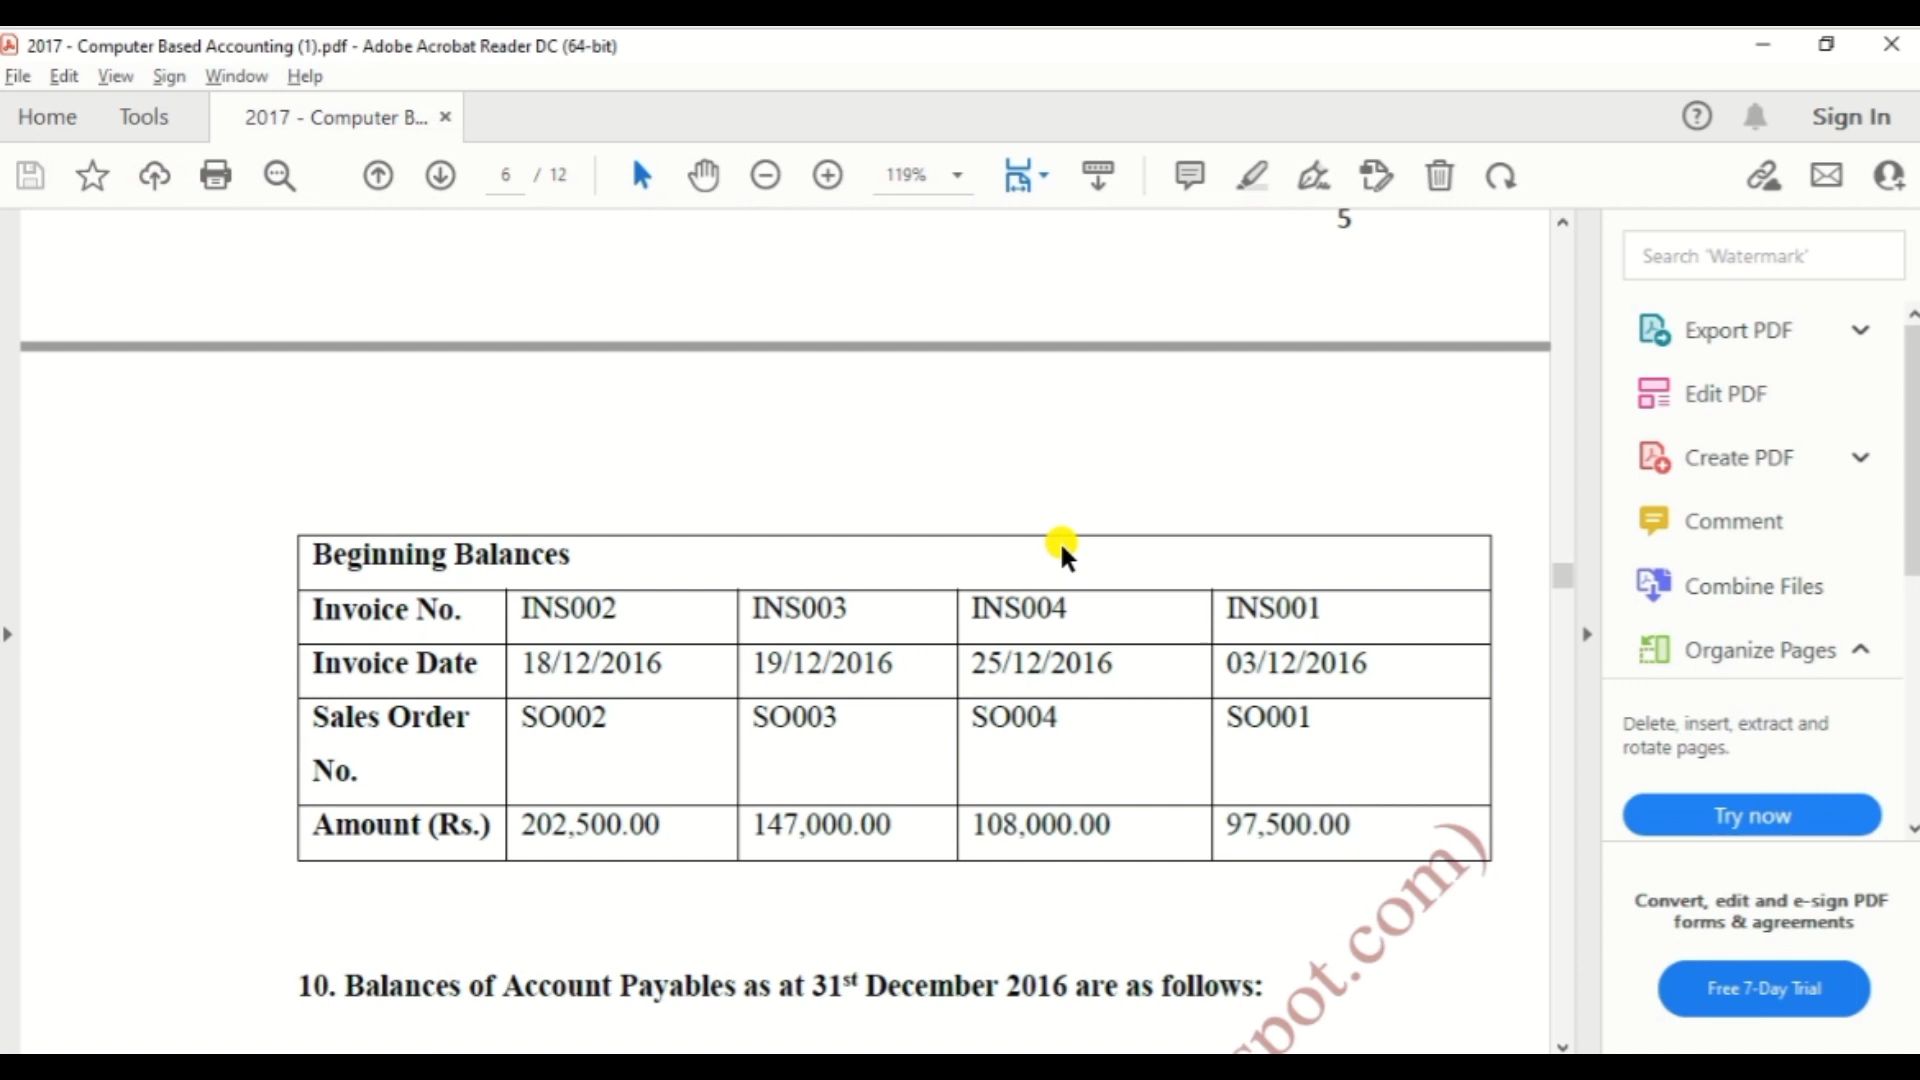 2017 - Computer Based Accounting (1).pdf - Adobe Acrobat Reader DC (64-bit)
File Edit View Sign Window Help
Home Tools 2017 - Computer B... × Sign In
6 / 12 119%
5
Search 'Watermark'
Export PDF
Edit PDF
Create PDF
Comment
Combine Files
Organize Pages
Delete, insert, extract and
rotate pages.
Try now
Convert, edit and e-sign PDF
forms & agreements
Free 7-Day Trial
Beginning Balances
Invoice No. INS002 INS003 INS004 INS001
Invoice Date 18/12/2016 19/12/2016 25/12/2016 03/12/2016
Sales Order SO002 SO003 SO004 SO001
No.
Amount (Rs.) 202,500.00 147,000.00 108,000.00 97,500.00
10. Balances of Account Payables as at 31st December 2016 are as follows:
spot.com)